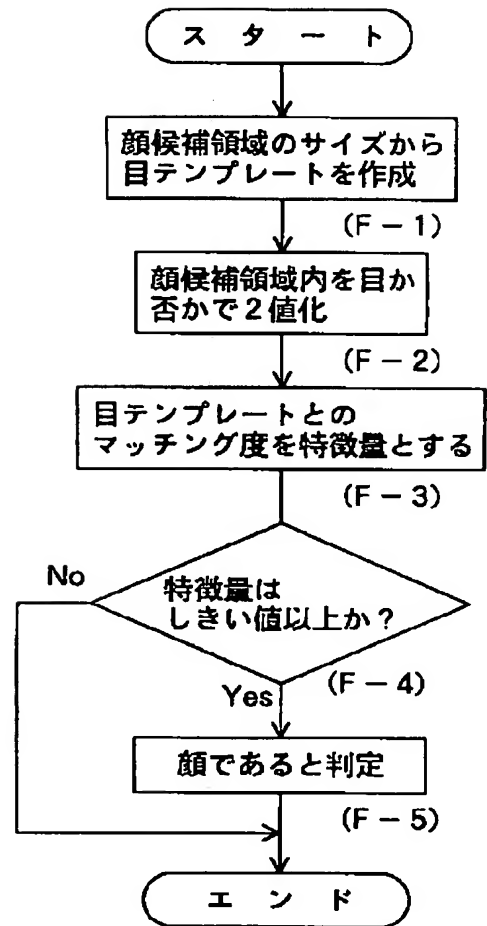 スタート
顔候補領域のサイズから
目テンプレートを作成
(F-1)
顔候補領域内を目か
否かで2値化
(F-2)
目テンプレートとの
マッチング度を特徴量とする
(F-3)
No
特徴量は
しきい値以上か?
(F-4)
Yes
顔であると判定
(F-5)
エンド